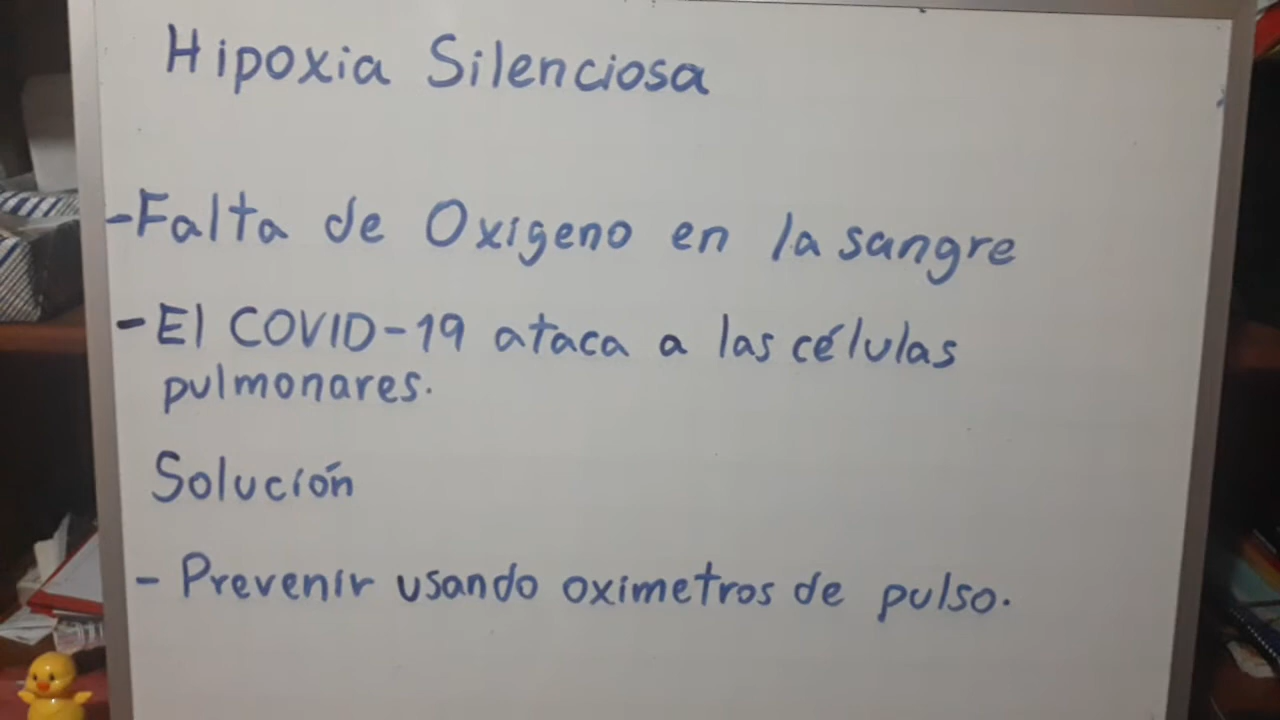 Hipoxia Silenciosa
-Falta de Oxígeno en la sangre
-El COVID-19 ataca a las células
pulmonares.
Solución
- Prevenir usando oximetros de pulso.